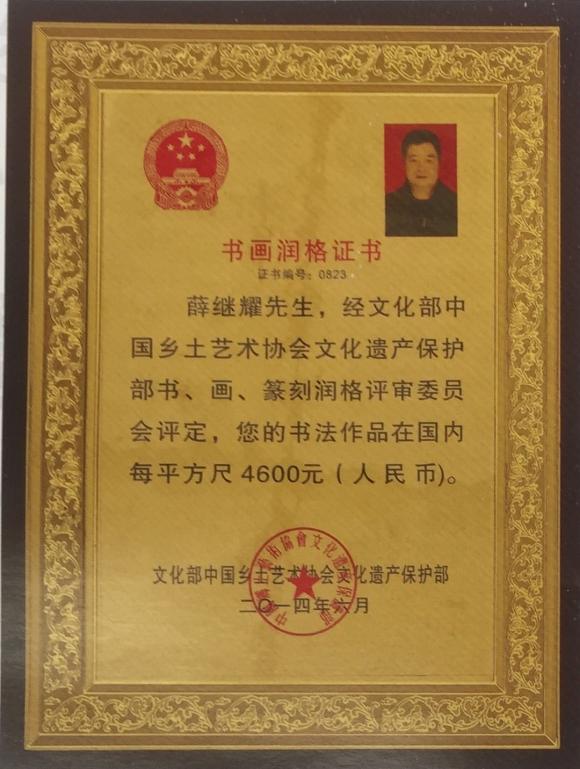 书画润格证书
证书编号：0823
薛继耀先生，经文化部中
国乡土艺术协会文化遗产保护
部书、画、篆刻润格评审委员
会评定，您的书法作品在国内
每平方尺4600元（人民币）。
文化部中国乡土艺术协会文化遗产保护部
二〇一四年六月